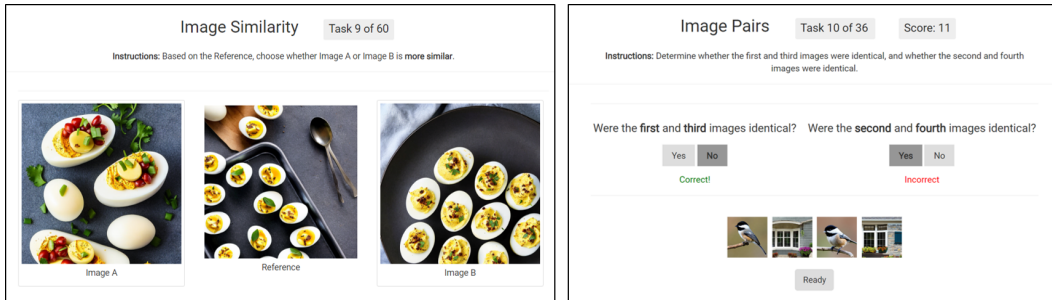 Image Similarity
Task 9 of 60
Instructions: Based on the Reference, choose whether Image A or Image B is more similar.
Image A
Reference
Image B
Image Pairs
Task 10 of 36
Score: 11
Instructions: Determine whether the first and third images were identical, and whether the second and fourth
images were identical.
Were the first and third images identical?
Yes
No
Correct!
Were the second and fourth images identical?
Yes
No
Incorrect
Ready